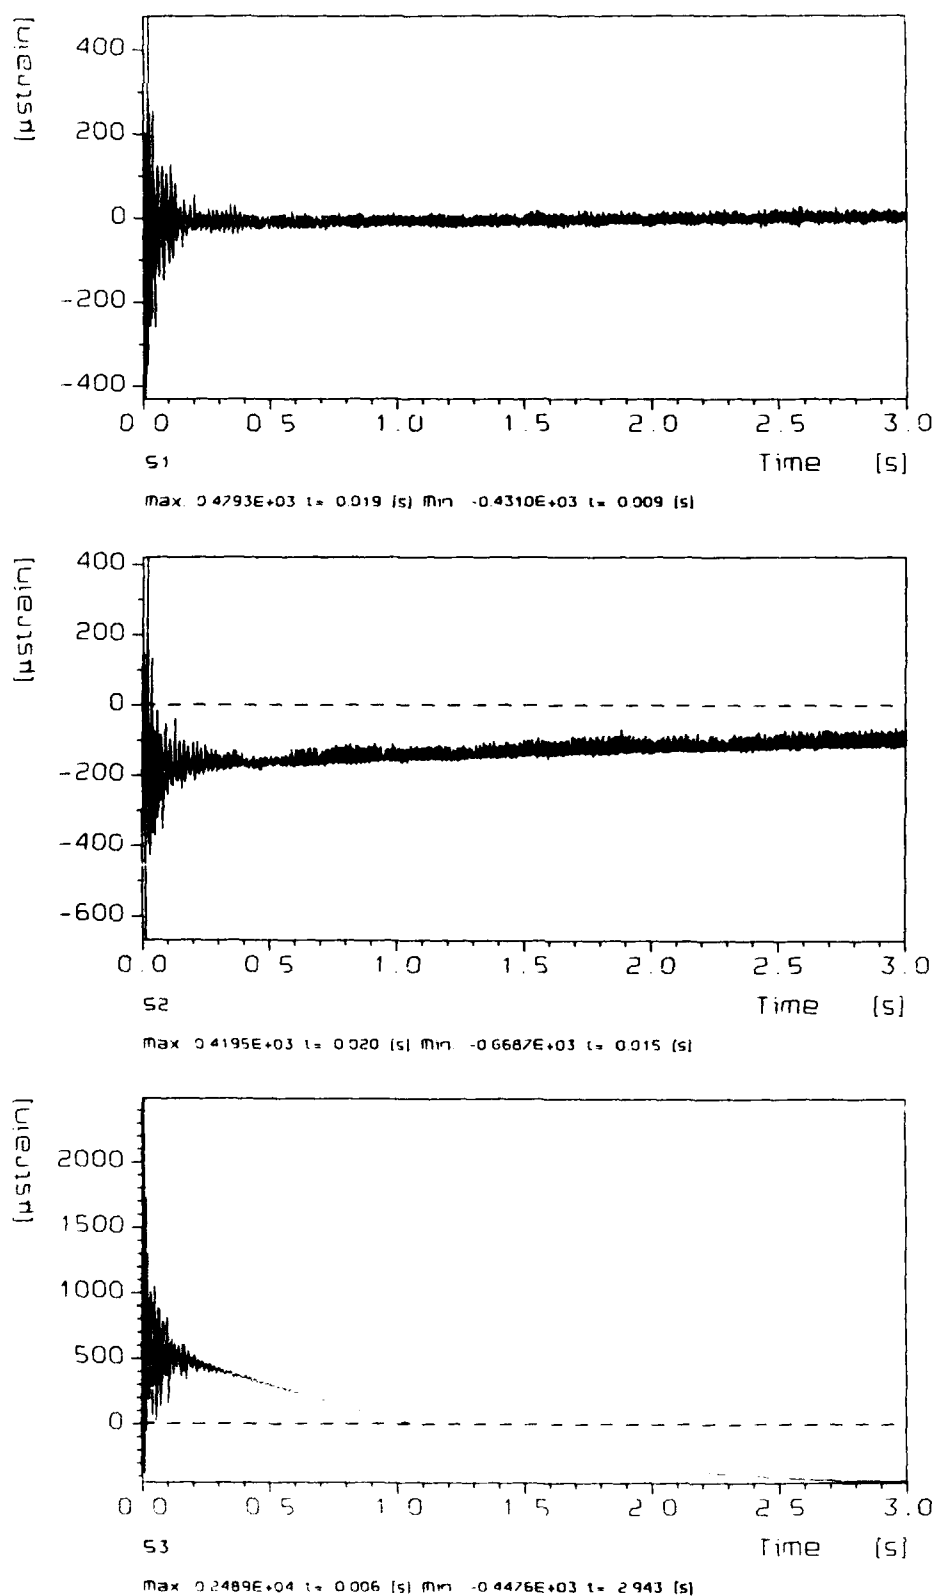 [µstrain]
400
200
0
-200
-400
0.0 0.5 1.0 1.5 2.0 2.5 3.0
S1 Time [s]
Max. 0.4793E+03 t= 0.019 [s] Min -0.4310E+03 t= 0.009 [s]
[µstrain]
400
200
0
-200
-400
-600
0.0 0.5 1.0 1.5 2.0 2.5 3.0
S2 Time [s]
Max 0.4195E+03 t= 0.020 [s] Min. -0.6687E+03 t= 0.015 [s]
[µstrain]
2000
1500
1000
500
0
0.0 0.5 1.0 1.5 2.0 2.5 3.0
S3 Time [s]
Max 0.2489E+04 t= 0.006 [s] Min -0.4476E+03 t= 2.943 [s]